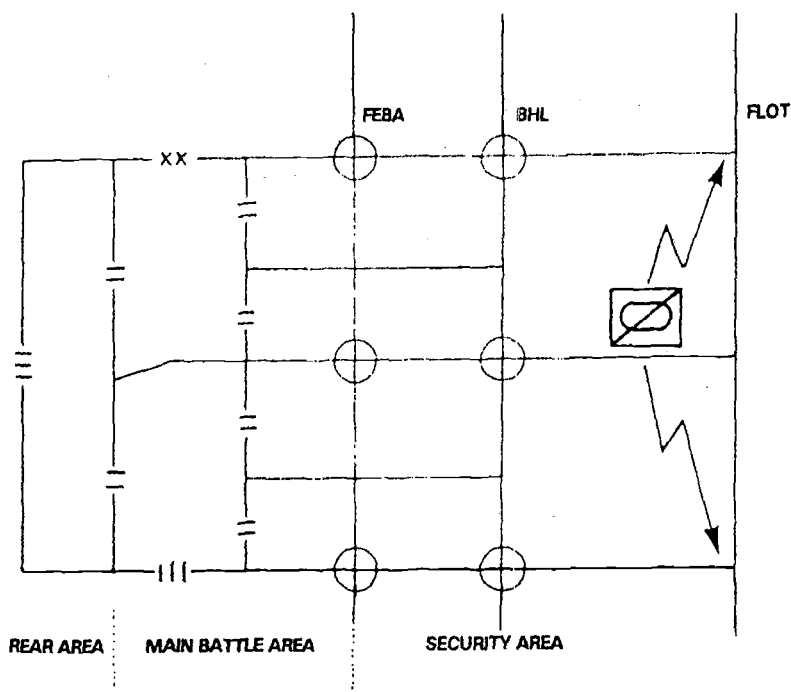 FEBA
BHL
FLOT
XX
REAR AREA
MAIN BATTLE AREA
SECURITY AREA